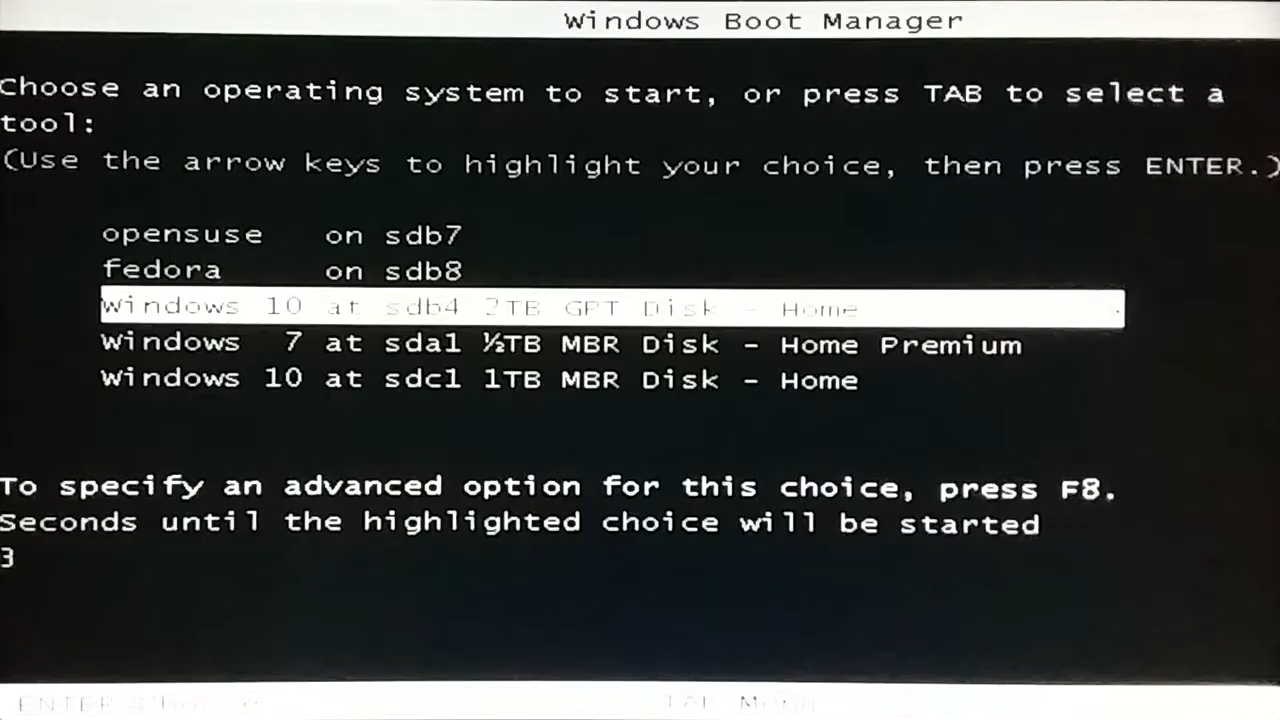 Windows Boot Manager
Choose an operating system to start, or press TAB to select a
tool:
(Use the arrow keys to highlight your choice, then press ENTER.)
opensuse on sdb7
fedora on sdb8
Windows 10 at sdb4 2TB GPT Disk - Home
Windows 7 at sda1 ½TB MBR Disk - Home Premium
Windows 10 at sdc1 1TB MBR Disk - Home
To specify an advanced option for this choice, press F8.
Seconds until the highlighted choice will be started
3
ENTER